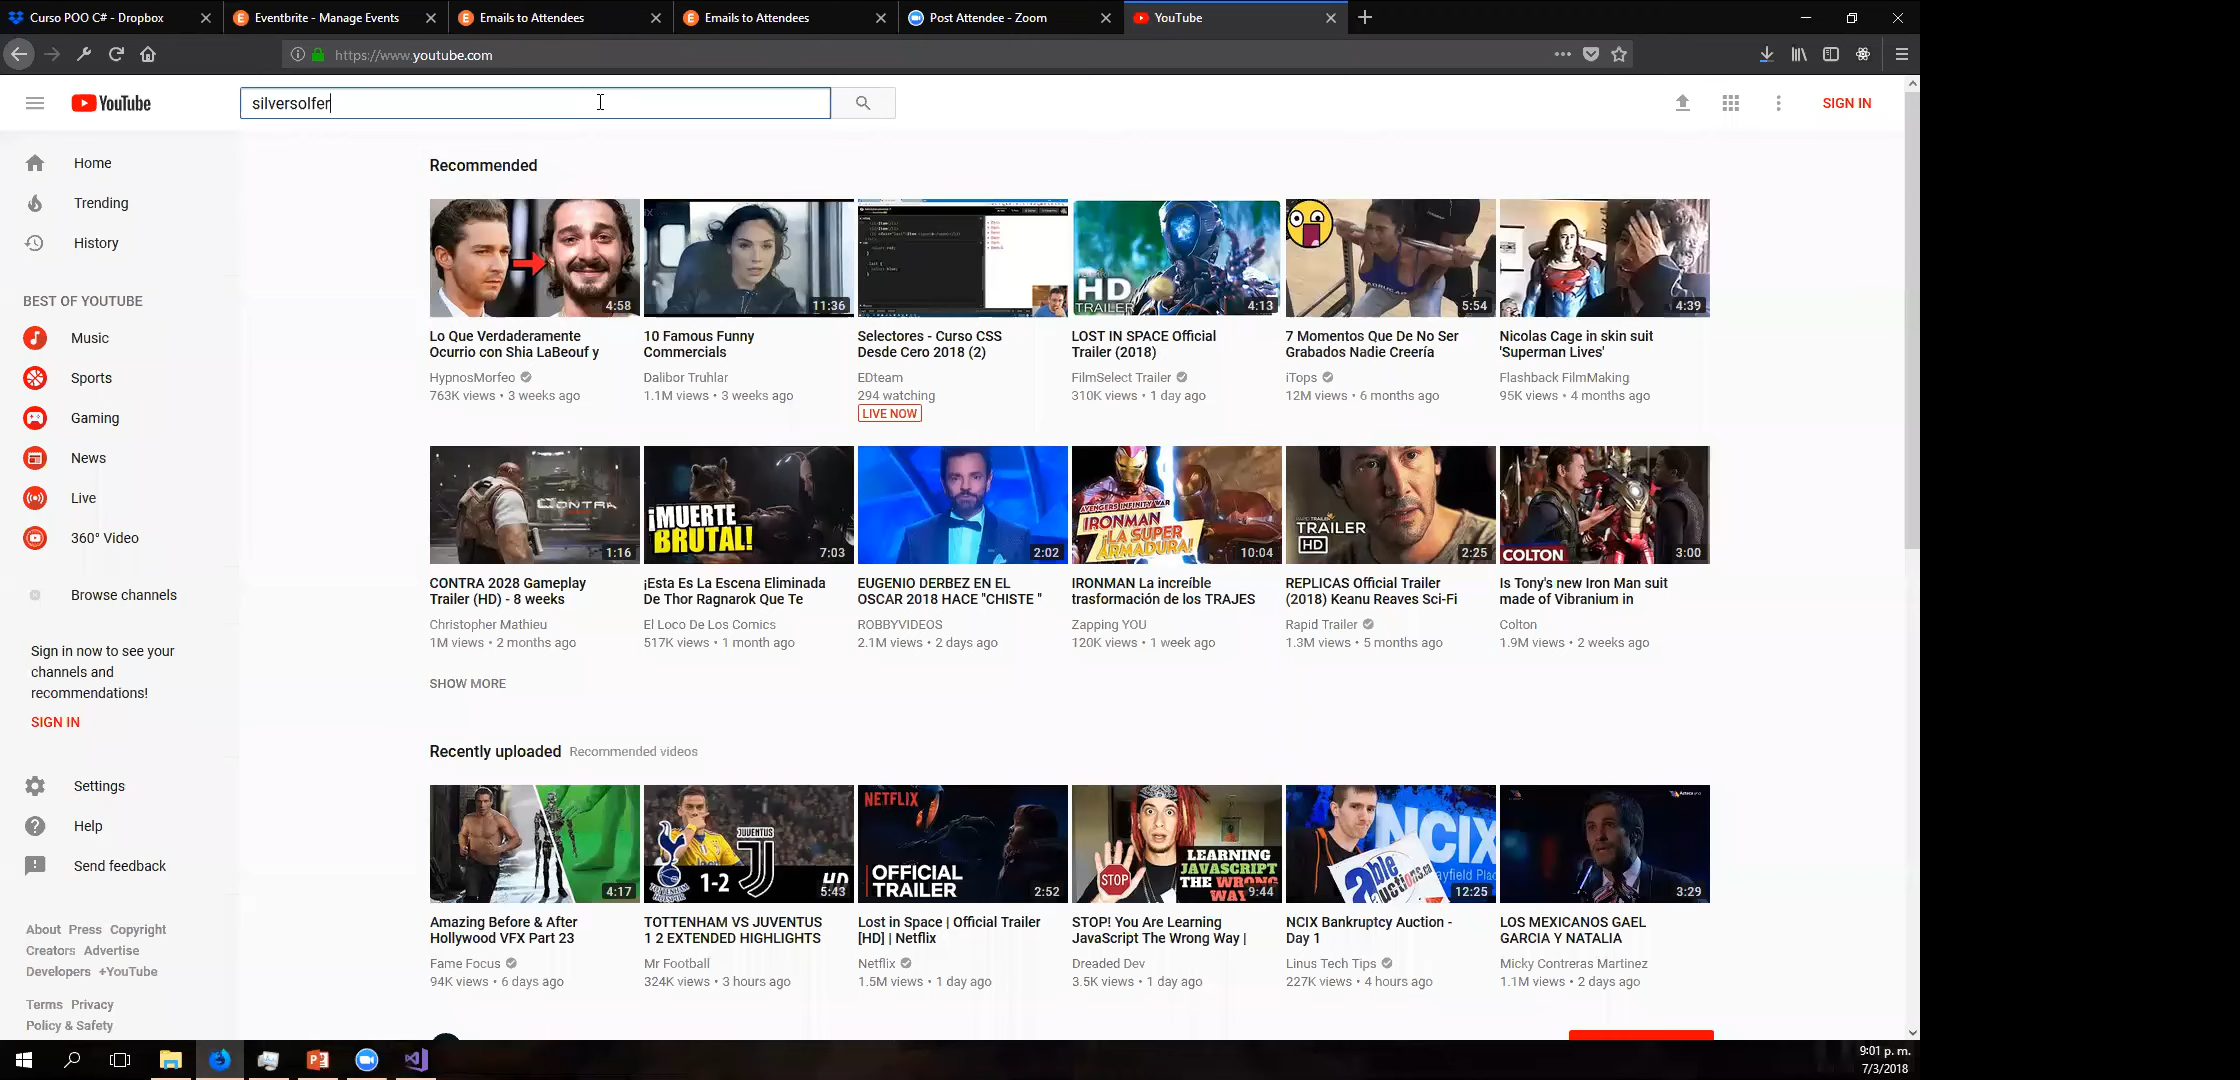 Curso POO C# - Dropbox
Eventbrite - Manage Events
Emails to Attendees
Emails to Attendees
Post Attendee - Zoom
YouTube
https://www.youtube.com
YouTube
silversolfer
SIGN IN
Home
Trending
History
BEST OF YOUTUBE
Music
Sports
Gaming
News
Live
360° Video
Browse channels
Sign in now to see your
channels and
recommendations!
SIGN IN
Settings
Help
Send feedback
About Press Copyright
Creators Advertise
Developers +YouTube
Terms Privacy
Policy & Safety
Recommended
4:58
11:36
HD
TRAILER
4:13
5:54
4:39
Lo Que Verdaderamente
Ocurrio con Shia LaBeouf y
HypnosMorfeo
763K views • 3 weeks ago
10 Famous Funny
Commercials
Dalibor Truhlar
1.1M views • 3 weeks ago
Selectores - Curso CSS
Desde Cero 2018 (2)
EDteam
294 watching
LIVE NOW
LOST IN SPACE Official
Trailer (2018)
FilmSelect Trailer
310K views • 1 day ago
7 Momentos Que De No Ser
Grabados Nadie Creería
iTops
12M views • 6 months ago
Nicolas Cage in skin suit
'Superman Lives'
Flashback FilmMaking
95K views • 4 months ago
CONTRA
1:16
¡MUERTE
BRUTAL!
7:03
2:02
AVENGERS INFINITY WAR
IRONMAN
¡LA SUPER
ARMADURA!
10:04
RAPID TRAILER
TRAILER
HD
2:25
COLTON
3:00
CONTRA 2028 Gameplay
Trailer (HD) - 8 weeks
Christopher Mathieu
1M views • 2 months ago
¡Esta Es La Escena Eliminada
De Thor Ragnarok Que Te
El Loco De Los Comics
517K views • 1 month ago
EUGENIO DERBEZ EN EL
OSCAR 2018 HACE "CHISTE "
ROBBYVIDEOS
2.1M views • 2 days ago
IRONMAN La increíble
trasformación de los TRAJES
Zapping YOU
120K views • 1 week ago
REPLICAS Official Trailer
(2018) Keanu Reaves Sci-Fi
Rapid Trailer
1.3M views • 5 months ago
Is Tony's new Iron Man suit
made of Vibranium in
Colton
1.9M views • 2 weeks ago
SHOW MORE
Recently uploaded Recommended videos
4:17
JUVENTUS
1-2
HD
5:43
NETFLIX
OFFICIAL
TRAILER
2:52
STOP
LEARNING
JAVASCRIPT
THE WRONG
WAY
9:44
NCIX
able
auctions.ca
12:25
3:29
Amazing Before & After
Hollywood VFX Part 23
Fame Focus
94K views • 6 days ago
TOTTENHAM VS JUVENTUS
1 2 EXTENDED HIGHLIGHTS
Mr Football
324K views • 3 hours ago
Lost in Space | Official Trailer
[HD] | Netflix
Netflix
1.5M views • 1 day ago
STOP! You Are Learning
JavaScript The Wrong Way |
Dreaded Dev
3.5K views • 1 day ago
NCIX Bankruptcy Auction -
Day 1
Linus Tech Tips
227K views • 4 hours ago
LOS MEXICANOS GAEL
GARCIA Y NATALIA
Micky Contreras Martinez
1.1M views • 2 days ago
9:01 p. m.
7/3/2018